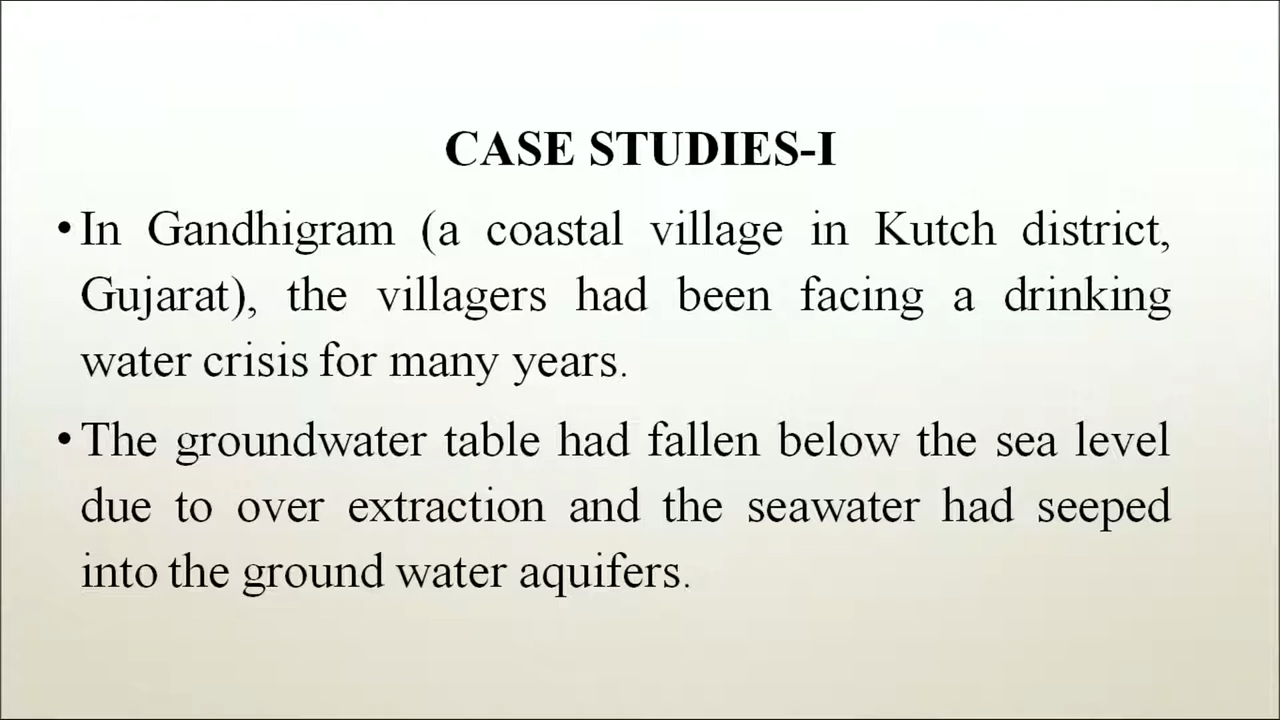 CASE STUDIES-I
•In Gandhigram (a coastal village in Kutch district,
Gujarat), the villagers had been facing a drinking
water crisis for many years.
•The groundwater table had fallen below the sea level
due to over extraction and the seawater had seeped
into the ground water aquifers.